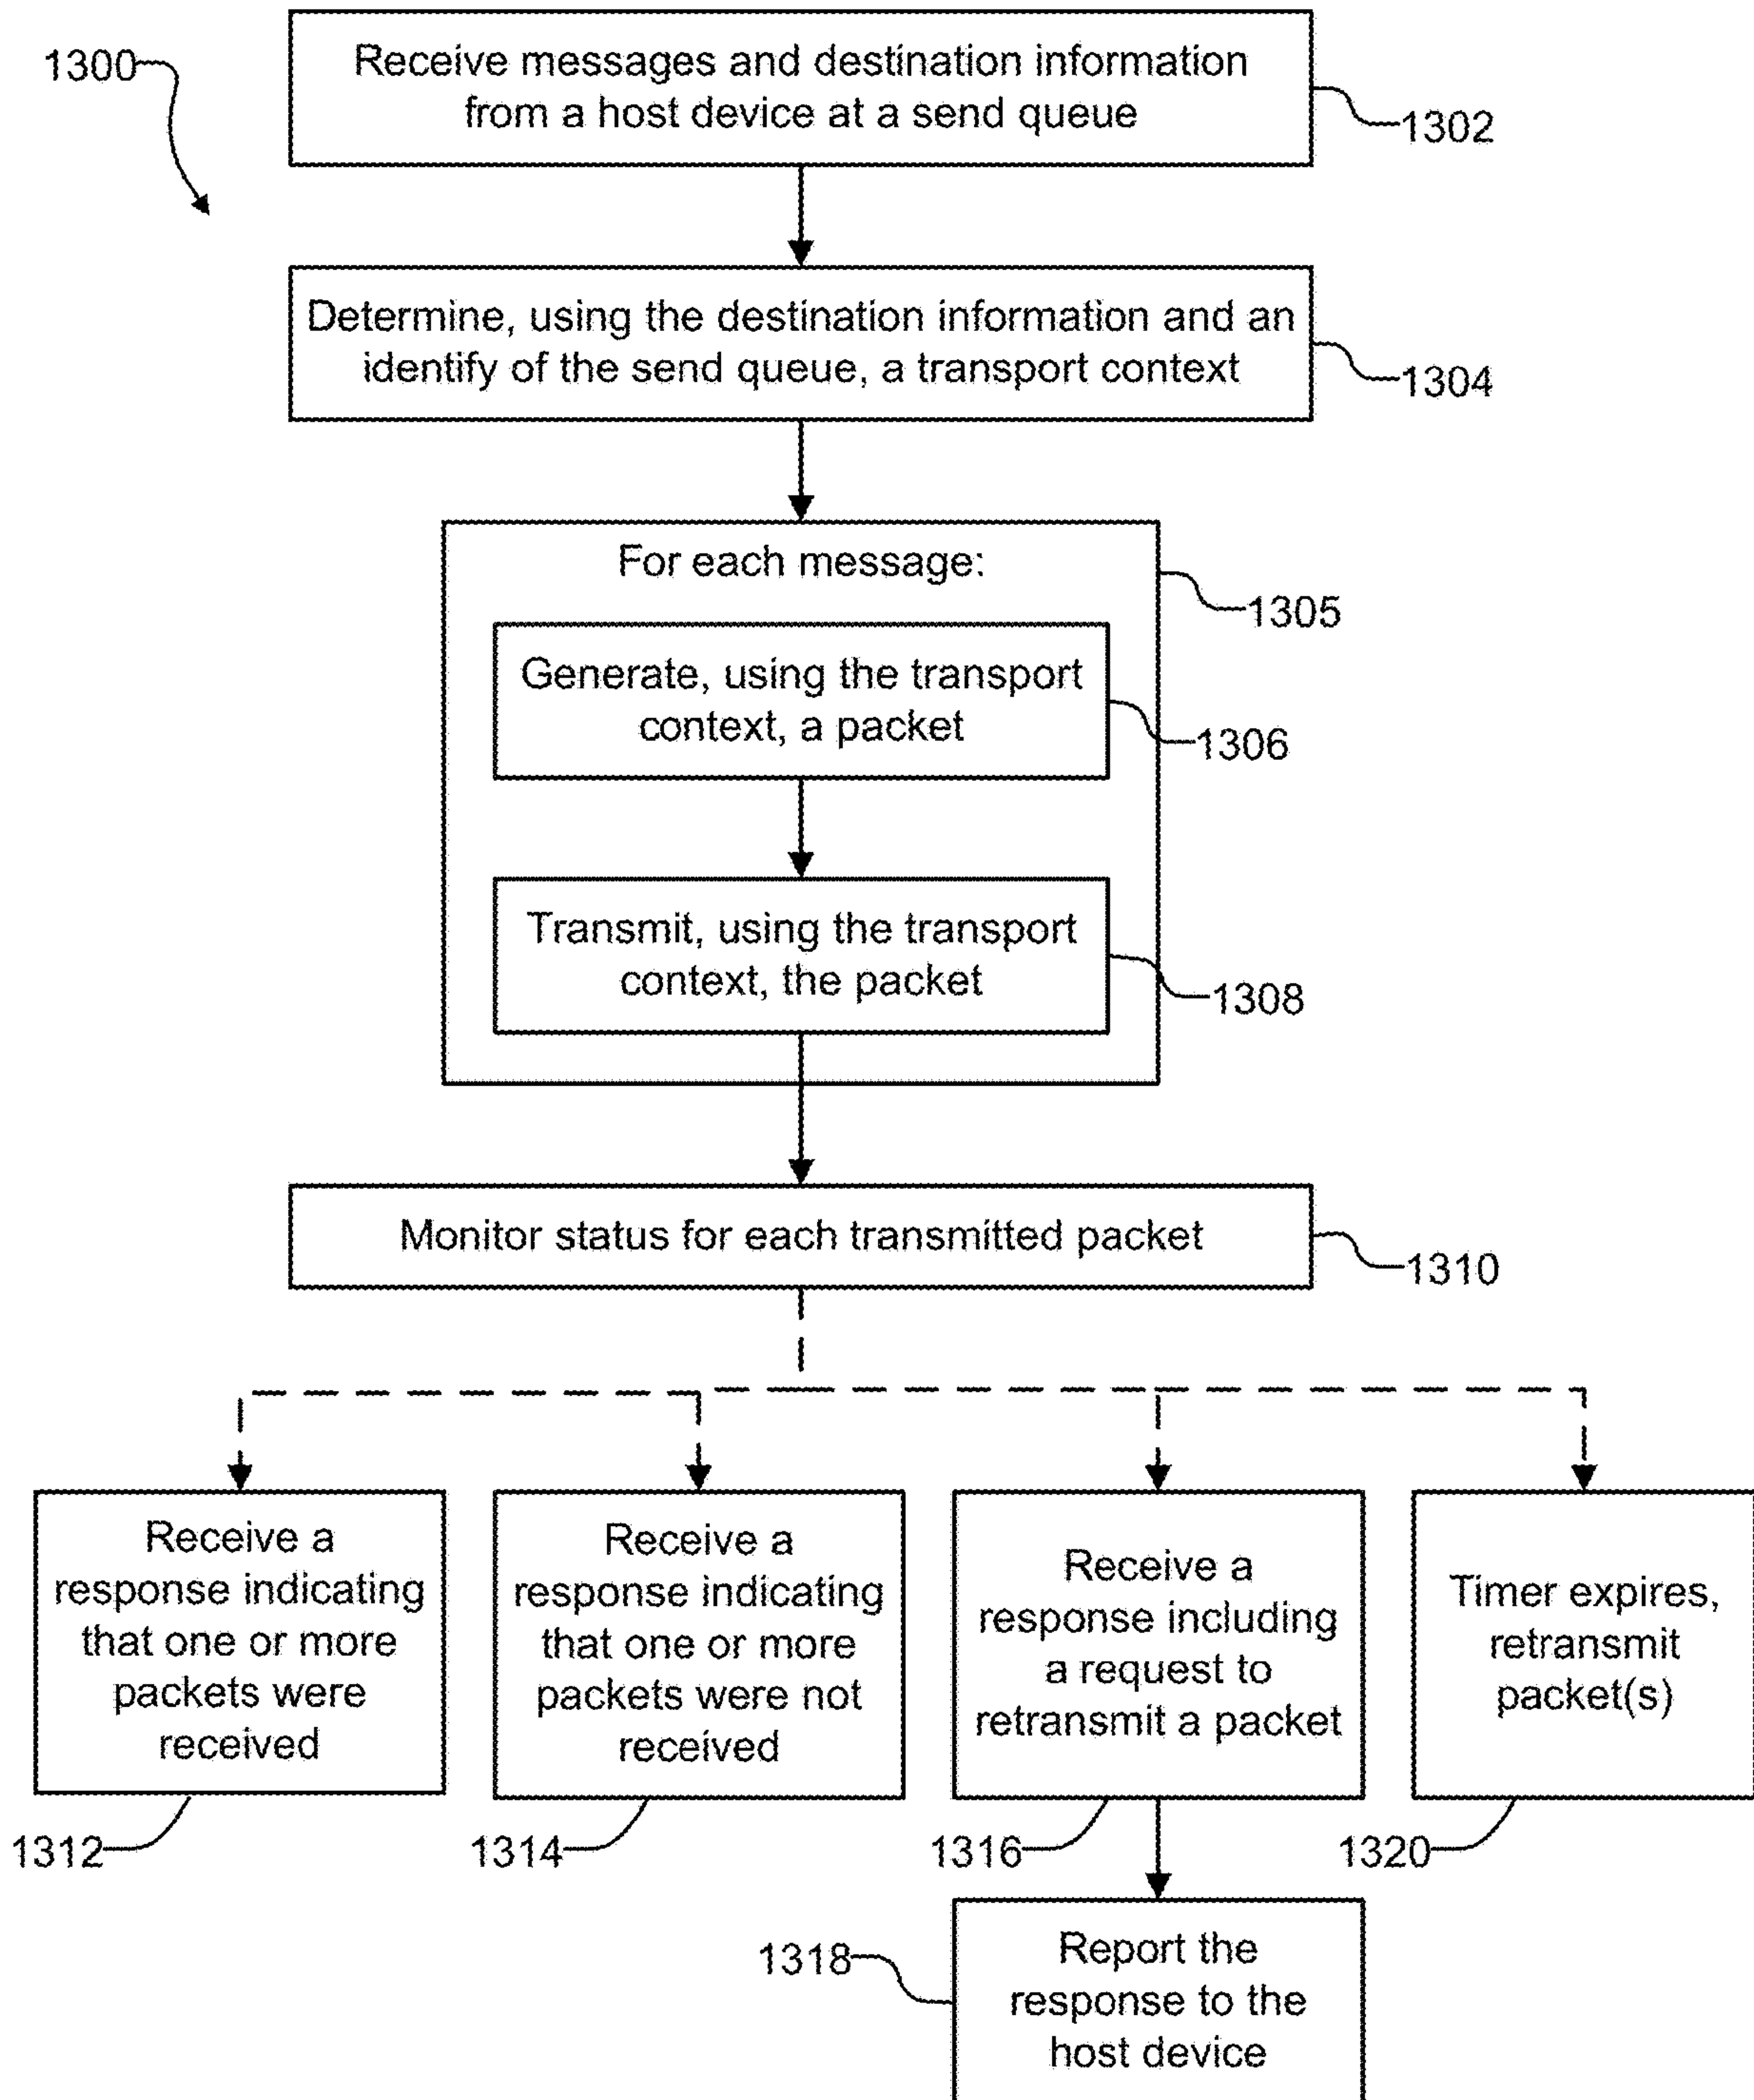 1300
Receive messages and destination information
from a host device at a send queue
1302
Determine, using the destination information and an
identify of the send queue, a transport context
1304
For each message:
1305
Generate, using the transport
context, a packet
1306
Transmit, using the transport
context, the packet
1308
Monitor status for each transmitted packet
1310
Receive a
response indicating
that one or more
packets were
received
1312
Receive a
response indicating
that one or more
packets were not
received
1314
Receive a
response including
a request to
retransmit a packet
1316
Timer expires,
retransmit
packet(s)
1320
1318
Report the
response to the
host device